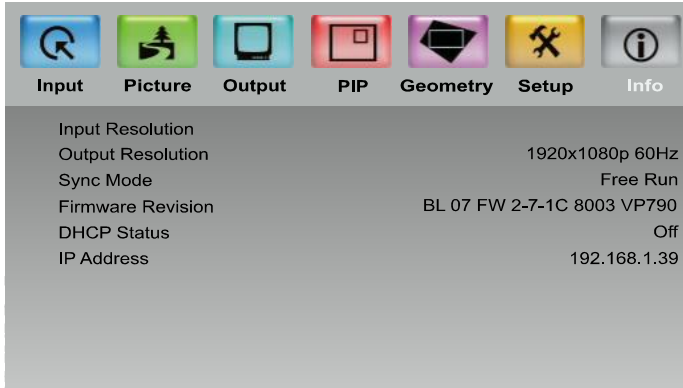 Input Picture Output PIP Geometry Setup Info
Input Resolution
Output Resolution 1920x1080p 60Hz
Sync Mode Free Run
Firmware Revision BL 07 FW 2-7-1C 8003 VP790
DHCP Status Off
IP Address 192.168.1.39